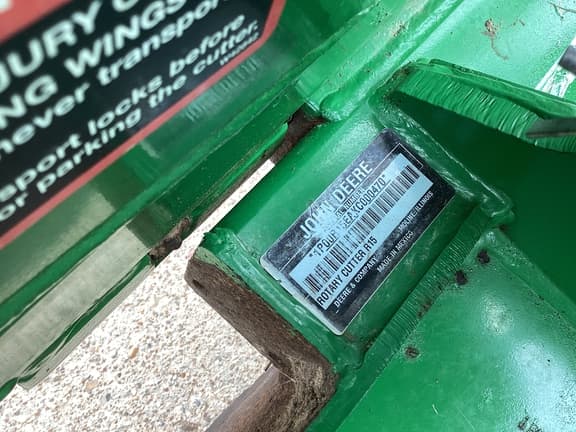 JURY O
NG WINGS
never transpor
sport locks before
or parking the cutter.
JOHN DEERE
ROTARY CUTTER R15
DEERE & COMPANY MOLINE, ILLINOIS
MADE IN MEXICO